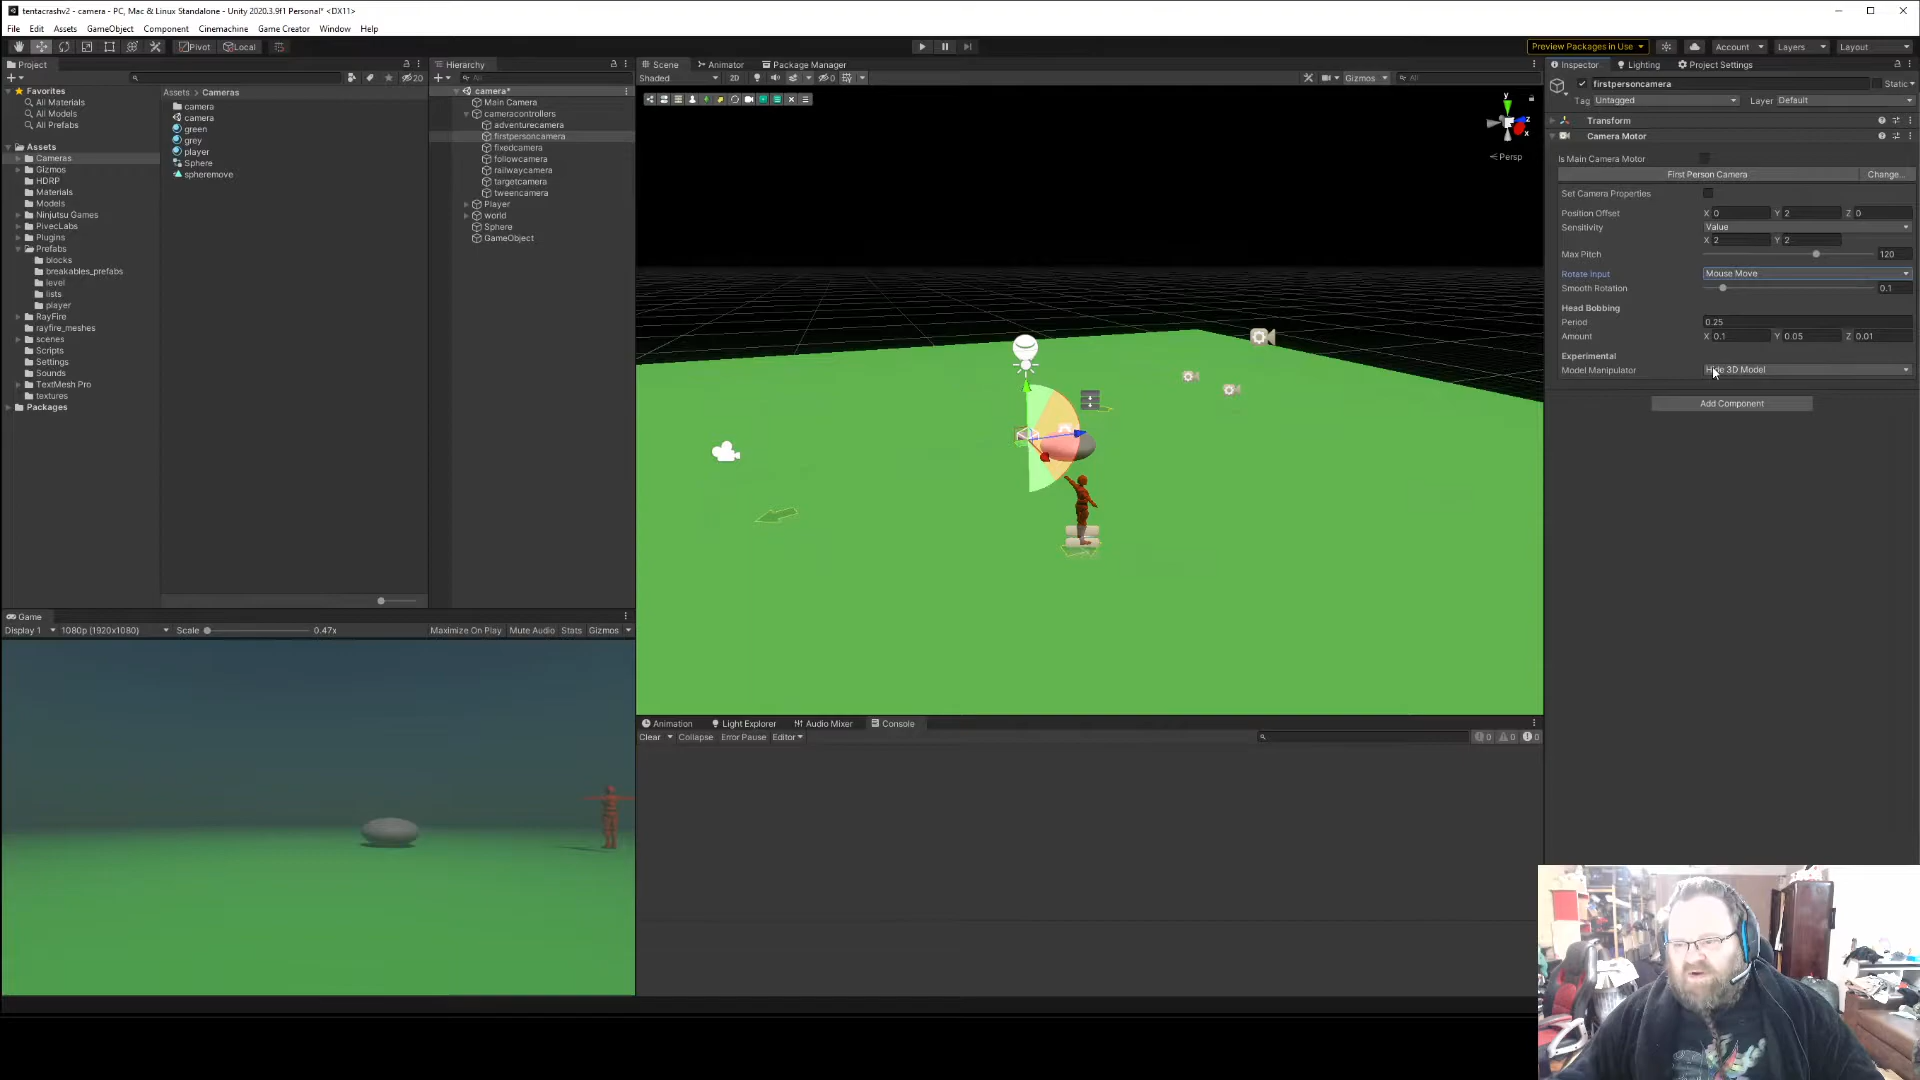 tentacrashv2 - camera - PC, Mac & Linux Standalone - Unity 2020.3.9f1 Personal* <DX11>
File Edit Assets GameObject Component Cinemachine Game Creator Window Help
Pivot Local Preview Packages in Use Account Layers Layout
Project
20
Favorites
All Materials
All Models
All Prefabs
Assets
Cameras
Gizmos
HDRP
Materials
Models
Ninjutsu Games
PivecLabs
Plugins
Prefabs
blocks
breakables_prefabs
level
lists
player
RayFire
rayfire_meshes
scenes
Scripts
Settings
Sounds
TextMesh Pro
textures
Packages
Assets > Cameras
camera
camera
green
grey
player
Sphere
spheremove
Hierarchy
All
camera*
Main Camera
cameracontrollers
adventurecamera
firstpersoncamera
fixedcamera
followcamera
railwaycamera
targetcamera
tweencamera
Player
world
Sphere
GameObject
Scene Animator Package Manager
Shaded 2D 0 Gizmos All
y
z
x
Persp
Inspector Lighting Project Settings
firstpersoncamera Static
Tag Untagged Layer Default
Transform
Camera Motor
Is Main Camera Motor
First Person Camera Change...
Set Camera Properties
Position Offset X 0 Y 2 Z 0
Sensitivity Value
X 2 Y 2
Max Pitch 120
Rotate Input Mouse Move
Smooth Rotation 0.1
Head Bobbing
Period 0.25
Amount X 0.1 Y 0.05 Z 0.01
Experimental
Model Manipulator Hide 3D Model
Add Component
Game
Display 1 1080p (1920x1080) Scale 0.47x Maximize On Play Mute Audio Stats Gizmos
Animation Light Explorer Audio Mixer Console
Clear Collapse Error Pause Editor 0 0 0